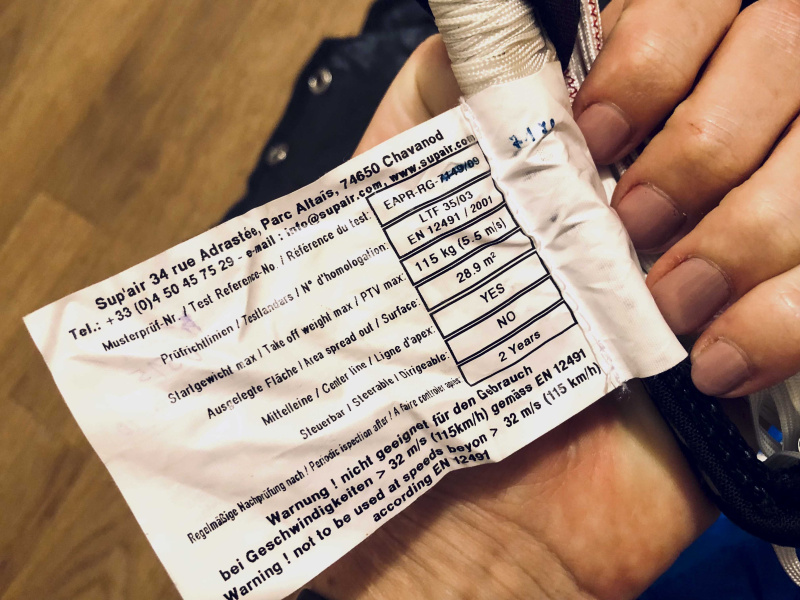 Sup'air 34 rue Adrastée, Parc Altaïs, 74650 Chavanod
Tel.: +33 (0)4 50 45 75 29 - e-mail : info@supair.com, www.supair.com
Musterprüf-Nr. / Test Reference-No. / Référence du test: EAPR-RG-
Prüfrichtlinien / Testlanders / N° d'homologation: LTF 35/03
EN 12491 / 2001
Startgewicht max / Take off weight max / PTV max: 115 kg (5.5 m/s)
Ausgelegte Fläche / Area spread out / Surface: 28.9 m²
Mittelleine / Center line / Ligne d'apex: YES
Steuerbar / Steerable / Dirigeable: NO
Regelmäßige Nachprüfung nach / Periodic ispection after / A faire controler après 2 Years
Warnung ! nicht geeignet für den Gebrauch
bei Geschwindigkeiten > 32 m/s (115km/h) gemäss EN 12491
Warning ! not to be used at speeds beyon > 32 m/s (115 km/h)
according EN 12491